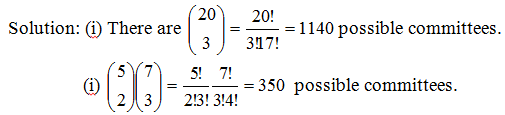 Solution: (i) There are (20 3) = 20!/3!17! = 1140 possible committees.
(i) (5 2)(7 3) = 5!/2!3! 7!/3!4! = 350 possible committees.